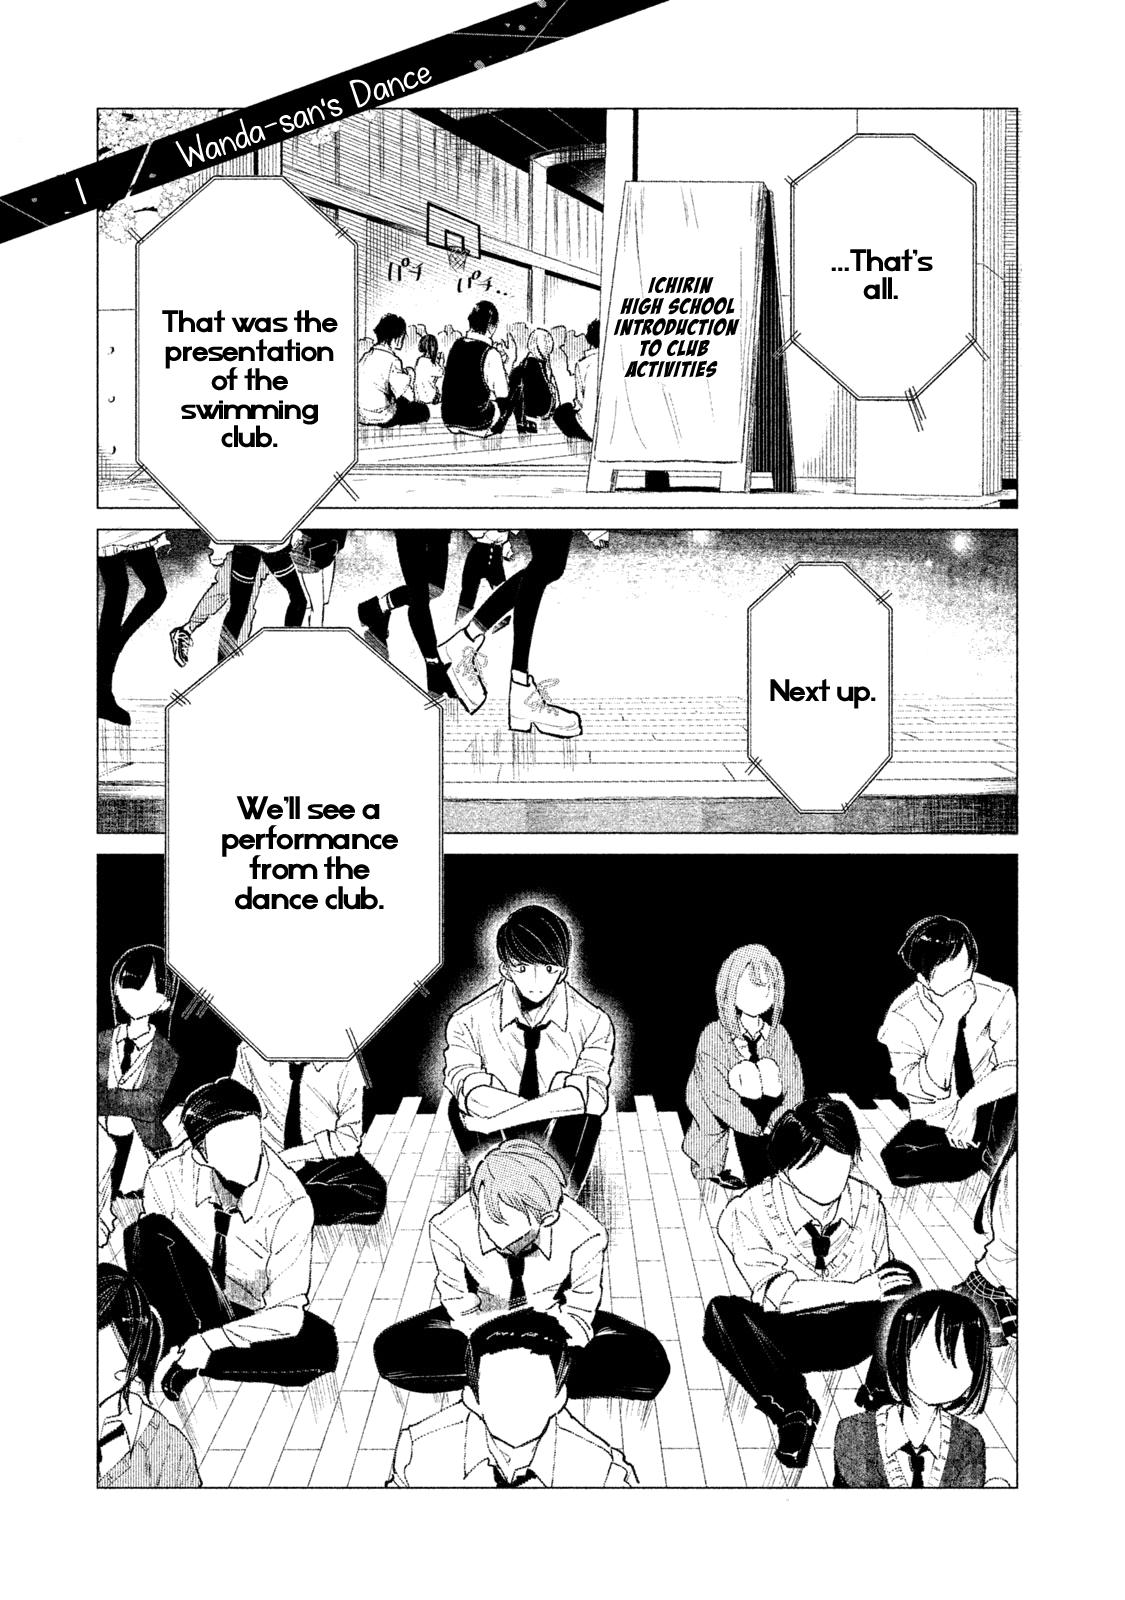 1
Wanda-san's Dance
...That's
all.
ICHIRIN
HIGH SCHOOL
INTRODUCTION
TO CLUB
ACTIVITIES
パチ
パチ...
That was the
presentation
of the
swimming
club.
Next up.
We'll see a
performance
from the
dance club.